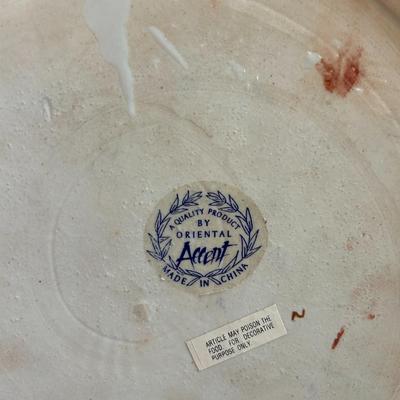 A QUALITY PRODUCT
BY
ORIENTAL
Accent
MADE IN CHINA
ARTICLE MAY POISON THE
FOOD. FOR DECORATIVE
PURPOSE ONLY